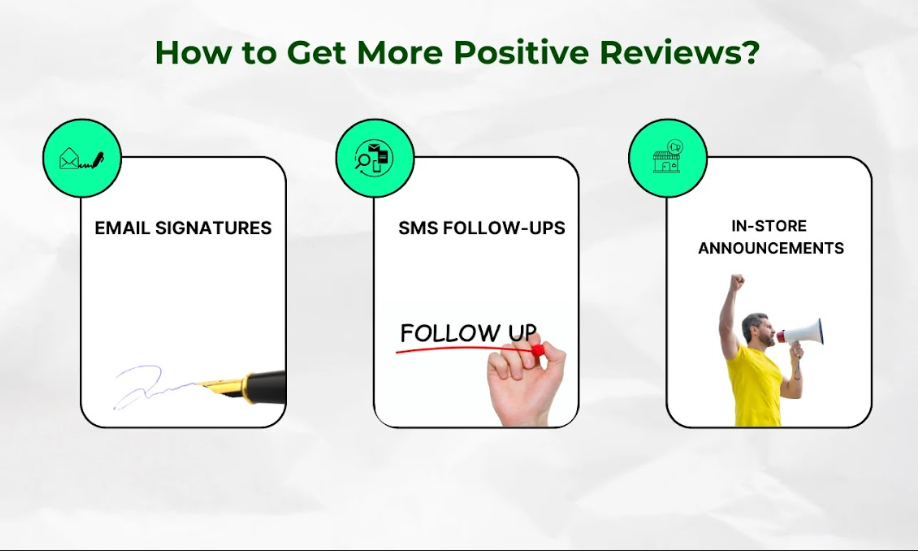 How to Get More Positive Reviews?
EMAIL SIGNATURES
SMS FOLLOW-UPS
FOLLOW UP
IN-STORE
ANNOUNCEMENTS